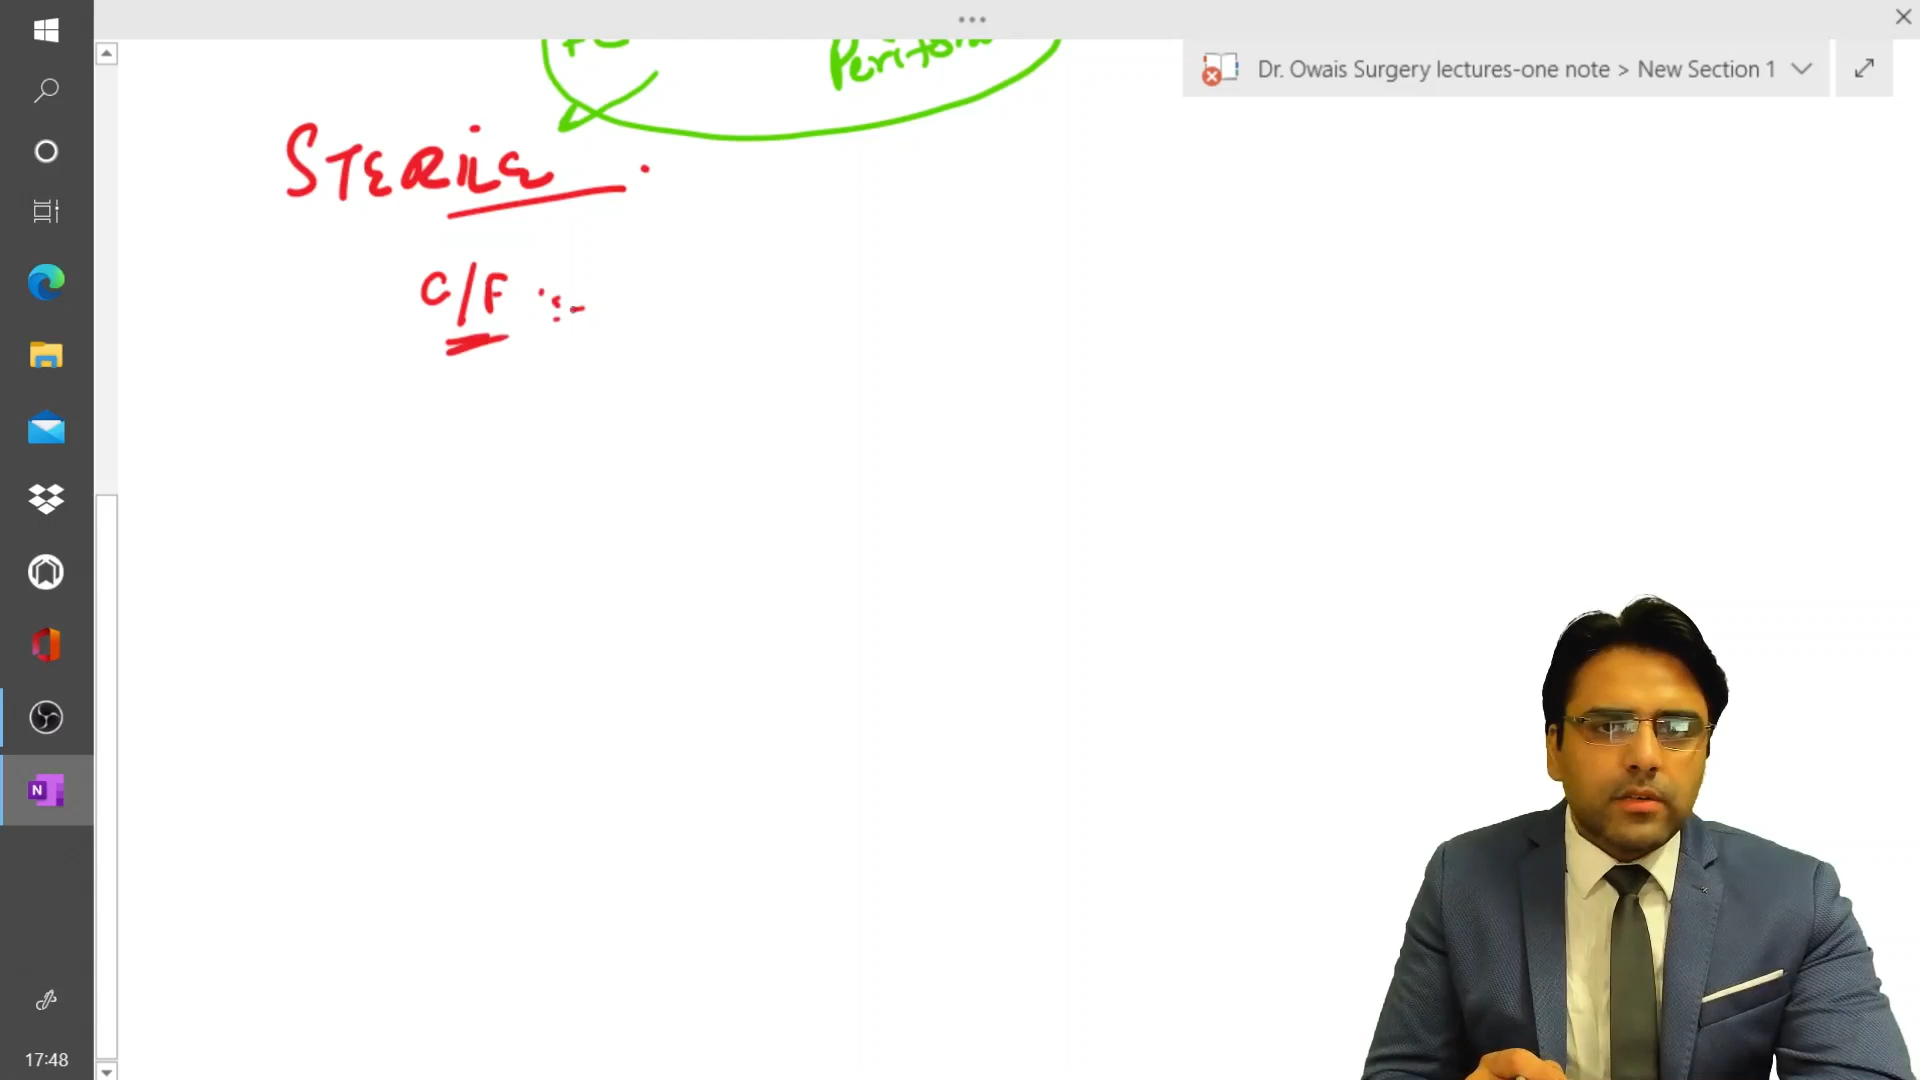 Dr. Owais Surgery lectures-one note > New Section 1
STERILE .
C/F :-
N
17:48